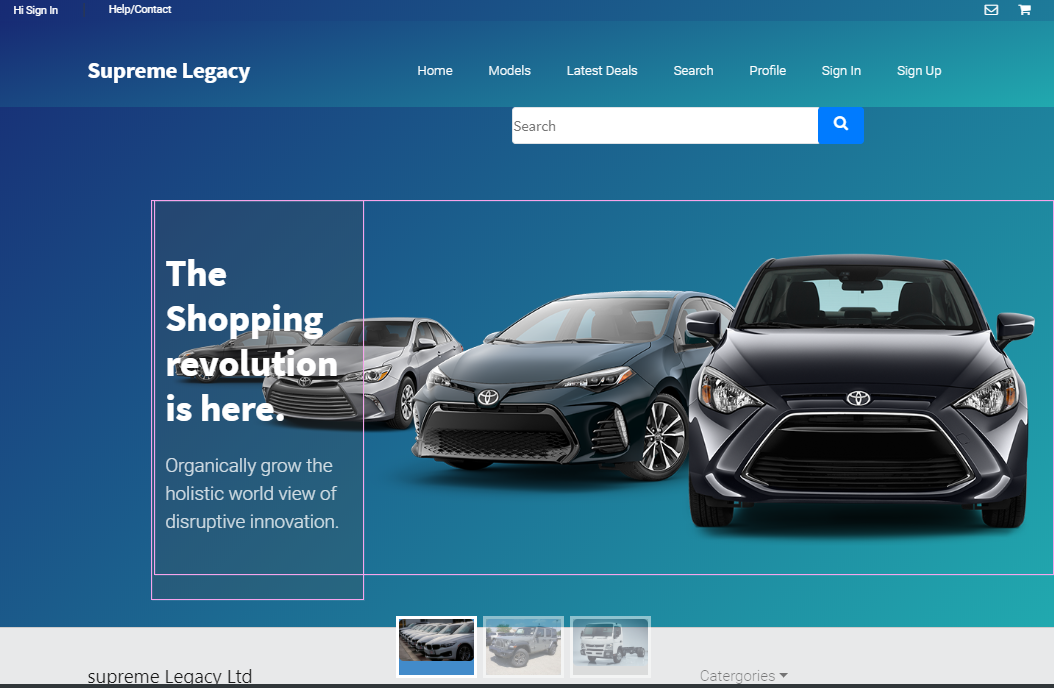 Hi Sign In
Help/Contact
Supreme Legacy
Home
Models
Latest Deals
Search
Profile
Sign In
Sign Up
Search
The
Shopping
revolution
is here.
Organically grow the
holistic world view of
disruptive innovation.
supreme Legacy Ltd
Catergories